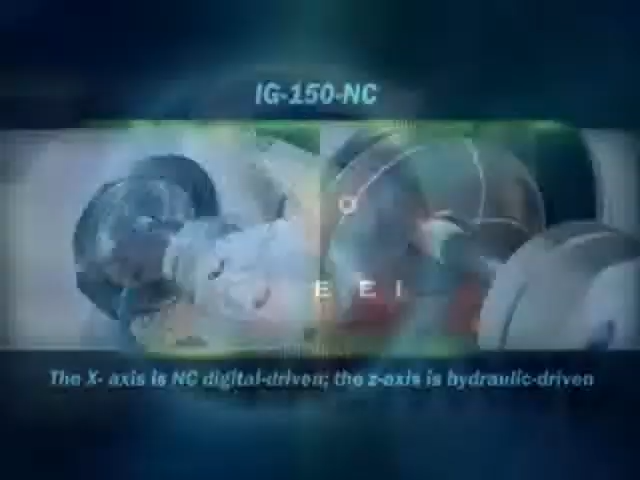 IG-150-NC
E E I
The X- axis is NC digital-driven; the z-axis is hydraulic-driven